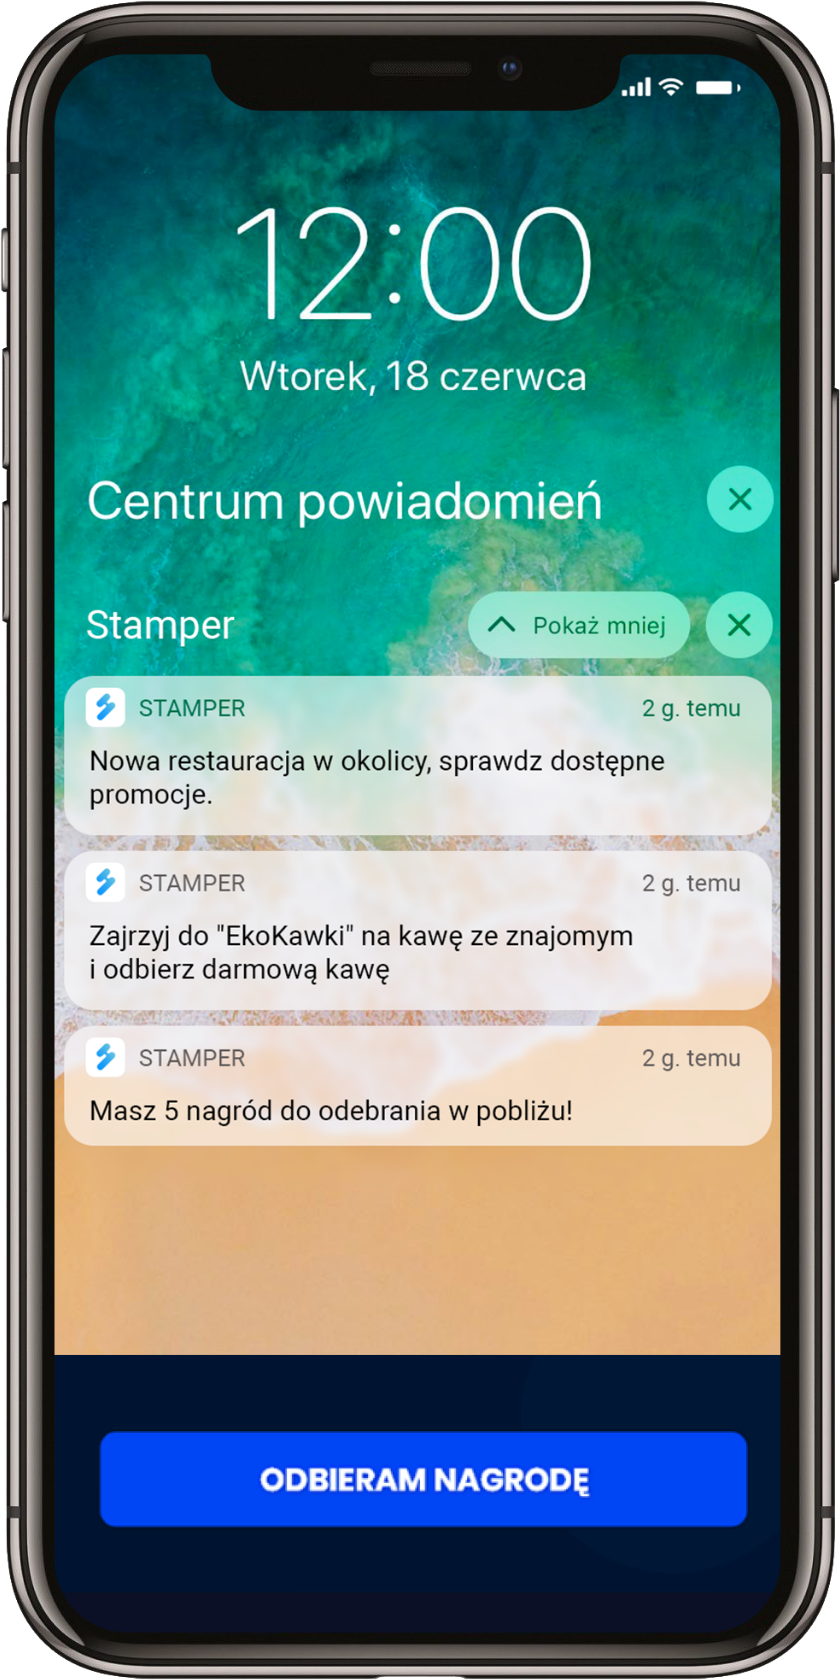 12:00
Wtorek, 18 czerwca
Centrum powiadomień
Stamper
Pokaż mniej
STAMPER
2 g. temu
Nowa restauracja w okolicy, sprawdz dostępne
promocje.
STAMPER
2 g. temu
Zajrzyj do "EkoKawki" na kawę ze znajomym
i odbierz darmową kawę
STAMPER
2 g. temu
Masz 5 nagród do odebrania w pobliżu!
ODBIERAM NAGRODĘ